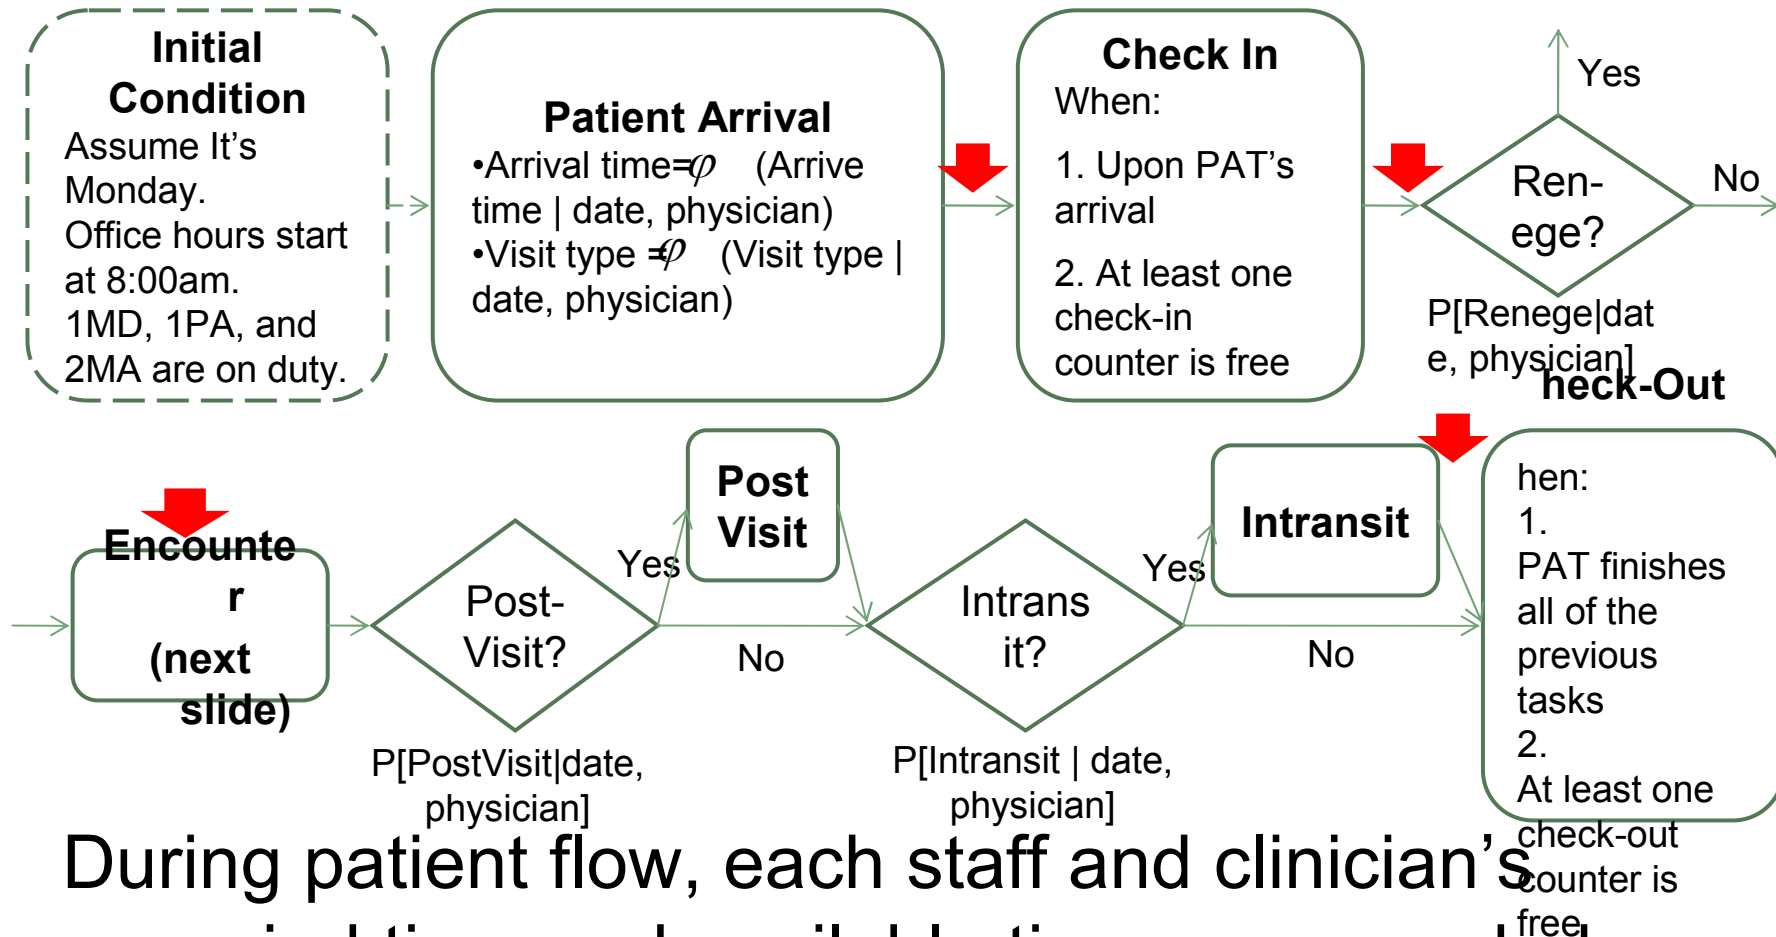 Initial
Condition
Assume It’s
Monday.
Office hours start
at 8:00am.
1MD, 1PA, and
2MA are on duty.
Patient Arrival
•Arrival time=φ (Arrive
time | date, physician)
•Visit type =φ (Visit type |
date, physician)
Check In
When:
1. Upon PAT’s
arrival
2. At least one
check-in
counter is free
Yes
Ren-
ege?
No
P[Renege|dat
e, physician]
Encounte
r
(next
slide)
Post-
Visit?
Yes
No
P[PostVisit|date,
physician]
Post
Visit
Intrans
it?
Yes
No
P[Intransit | date,
physician]
Intransit
heck-Out
hen:
1.
PAT finishes
all of the
previous
tasks
2.
At least one
check-out
counter is
free
During patient flow, each staff and clinician’s